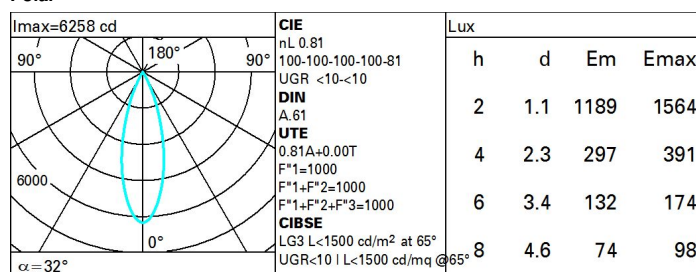 Imax=6258 cd
90°
180°
90°
6000
0°
α=32°
CIE
nL 0.81
100-100-100-100-81
UGR <10-<10
DIN
A.61
UTE
0.81A+0.00T
F"1=1000
F"1+F"2=1000
F"1+F"2+F"3=1000
CIBSE
LG3 L<1500 cd/m² at 65°
UGR<10 | L<1500 cd/mq @65°
Lux
h d Em Emax
2 1.1 1189 1564
4 2.3 297 391
6 3.4 132 174
8 4.6 74 98